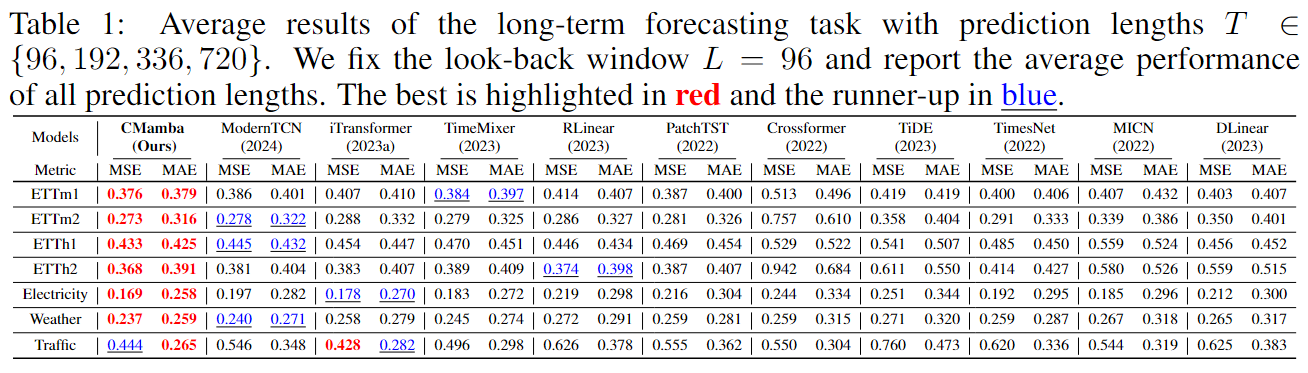 Table 1: Average results of the long-term forecasting task with prediction lengths T ∈
{96, 192, 336, 720}. We fix the look-back window L = 96 and report the average performance
of all prediction lengths. The best is highlighted in red and the runner-up in blue.
Models CMamba (Ours) ModernTCN (2024) iTransformer (2023a) TimeMixer (2023) RLinear (2023) PatchTST (2022) Crossformer (2022) TiDE (2023) TimesNet (2022) MICN (2022) DLinear (2023)
Metric MSE MAE MSE MAE MSE MAE MSE MAE MSE MAE MSE MAE MSE MAE MSE MAE MSE MAE MSE MAE MSE MAE
ETTm1 0.376 0.379 0.386 0.401 0.407 0.410 0.384 0.397 0.414 0.407 0.387 0.400 0.513 0.496 0.419 0.419 0.400 0.406 0.407 0.432 0.403 0.407
ETTm2 0.273 0.316 0.278 0.322 0.288 0.332 0.279 0.325 0.286 0.327 0.281 0.326 0.757 0.610 0.358 0.404 0.291 0.333 0.339 0.386 0.350 0.401
ETTh1 0.433 0.425 0.445 0.432 0.454 0.447 0.470 0.451 0.446 0.434 0.469 0.454 0.529 0.522 0.541 0.507 0.485 0.450 0.559 0.524 0.456 0.452
ETTh2 0.368 0.391 0.381 0.404 0.383 0.407 0.389 0.409 0.374 0.398 0.387 0.407 0.942 0.684 0.611 0.550 0.414 0.427 0.580 0.526 0.559 0.515
Electricity 0.169 0.258 0.197 0.282 0.178 0.270 0.183 0.272 0.219 0.298 0.216 0.304 0.244 0.334 0.251 0.344 0.192 0.295 0.185 0.296 0.212 0.300
Weather 0.237 0.259 0.240 0.271 0.258 0.279 0.245 0.274 0.272 0.291 0.259 0.281 0.259 0.315 0.271 0.320 0.259 0.287 0.267 0.318 0.265 0.317
Traffic 0.444 0.265 0.546 0.348 0.428 0.282 0.496 0.298 0.626 0.378 0.555 0.362 0.550 0.304 0.760 0.473 0.620 0.336 0.544 0.319 0.625 0.383